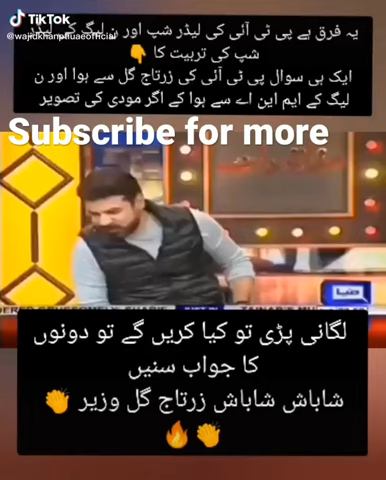 TikTok
@wajidkhanpfuaeofficial
یہ فرق ہے پی ٹی آئی کی لیڈر شپ اور ن لیگ کی لیڈر
شپ کی تربیت کا 👇
ایک ہی سوال پی ٹی آئی کی زرتاج گل سے ہوا اور ن
لیگ کے ایم این اے سے ہوا کے اگر مودی کی تصویر
Subscribe for more
دنیا
لگانی پڑی تو کیا کریں گے تو دونوں
کا جواب سنیں
شاباش شاباش زرتاج گل وزیر 👏
👏🔥